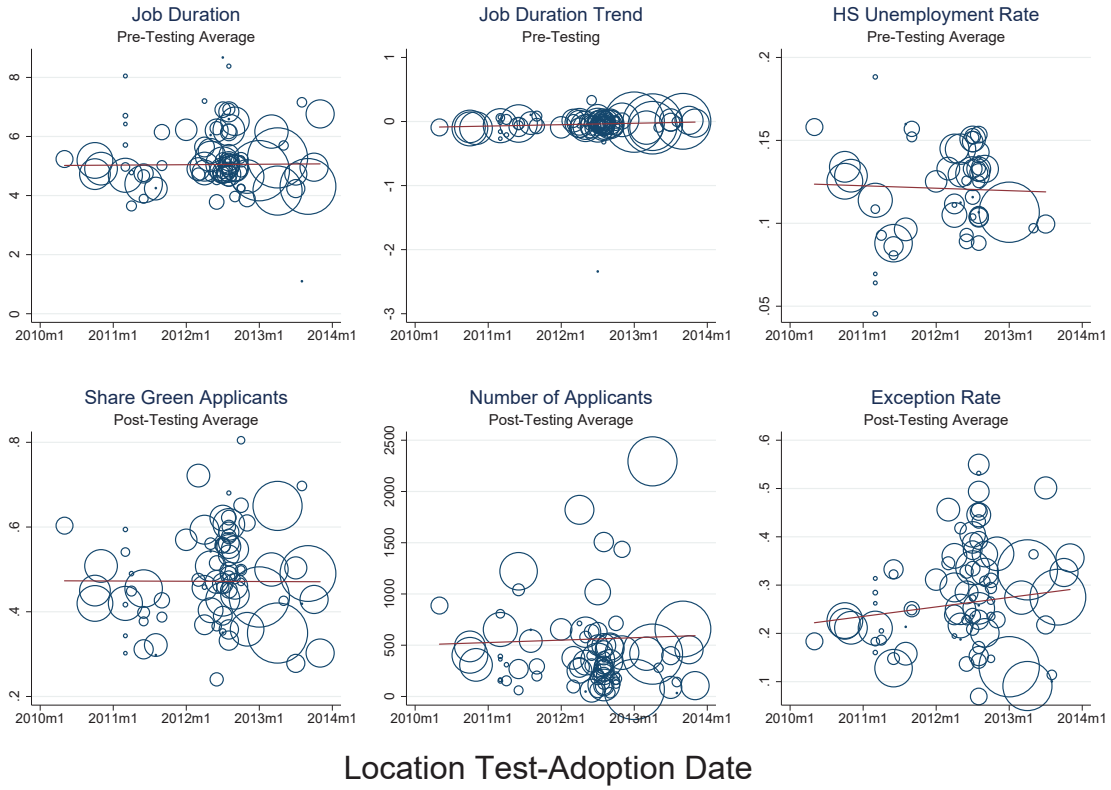 Job Duration
Pre-Testing Average
8
6
4
2
0
2010m1 2011m1 2012m1 2013m1 2014m1
Job Duration Trend
Pre-Testing
1
0
-1
-2
-3
2010m1 2011m1 2012m1 2013m1 2014m1
HS Unemployment Rate
Pre-Testing Average
.2
.15
.1
.05
2010m1 2011m1 2012m1 2013m1 2014m1
Share Green Applicants
Post-Testing Average
.8
.6
.4
.2
2010m1 2011m1 2012m1 2013m1 2014m1
Number of Applicants
Post-Testing Average
2500
2000
1500
1000
500
0
2010m1 2011m1 2012m1 2013m1 2014m1
Exception Rate
Post-Testing Average
.6
.5
.4
.3
.2
.1
2010m1 2011m1 2012m1 2013m1 2014m1
Location Test-Adoption Date